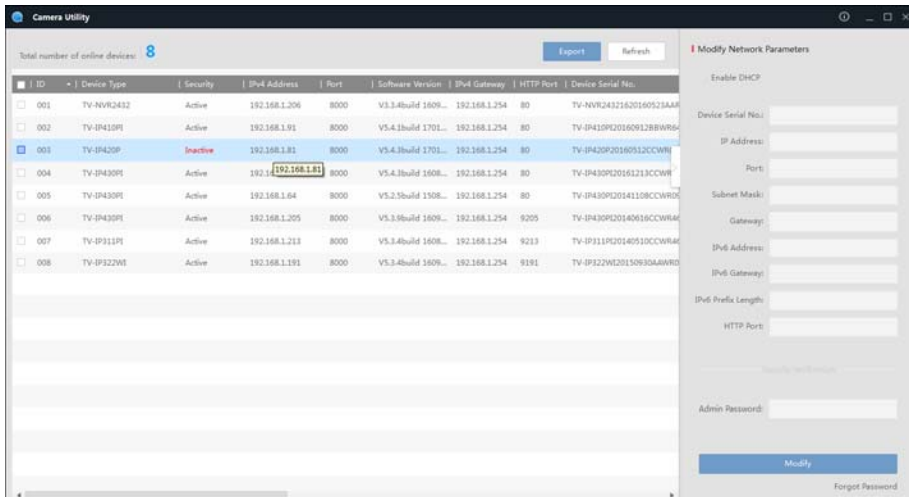 Camera Utility
Total number of online devices: 8
Export
Refresh
ID Device Type Security IPv4 Address Port Software Version IPv4 Gateway HTTP Port Device Serial No.
001 TV-NVR2432 Active 192.168.1.206 8000 V3.3.4build 1609... 192.168.1.254 80 TV-NVR24321620160523AAR
002 TV-IP410PI Active 192.168.1.91 8000 V5.4.1build 1701... 192.168.1.254 80
003 TV-IP420P Inactive 192.168.1.81 8000 V5.4.3build 1701... 192.168.1.254 80
192.168.1.81
004 TV-IP430PI Active 8000 V5.4.3build 1608... 192.168.1.254 80
005 TV-IP430PI Active 192.168.1.64 8000 V5.2.5build 1508... 192.168.1.254 80
006 TV-IP430PI Active 192.168.1.205 8000 V5.3.9build 1609... 192.168.1.254 9205
007 TV-IP311PI Active 192.168.1.213 8000 V5.3.4build 1608... 192.168.1.254 9213
008 TV-IP322WI Active 192.168.1.191 8000 V5.3.4build 1609... 192.168.1.254 9191
Modify Network Parameters
Enable DHCP
Device Serial No.:
IP Address:
Port:
Subnet Mask:
Gateway:
IPv6 Address:
IPv6 Gateway:
IPv6 Prefix Length:
HTTP Port:
Admin Password:
Modify
Forgot Password